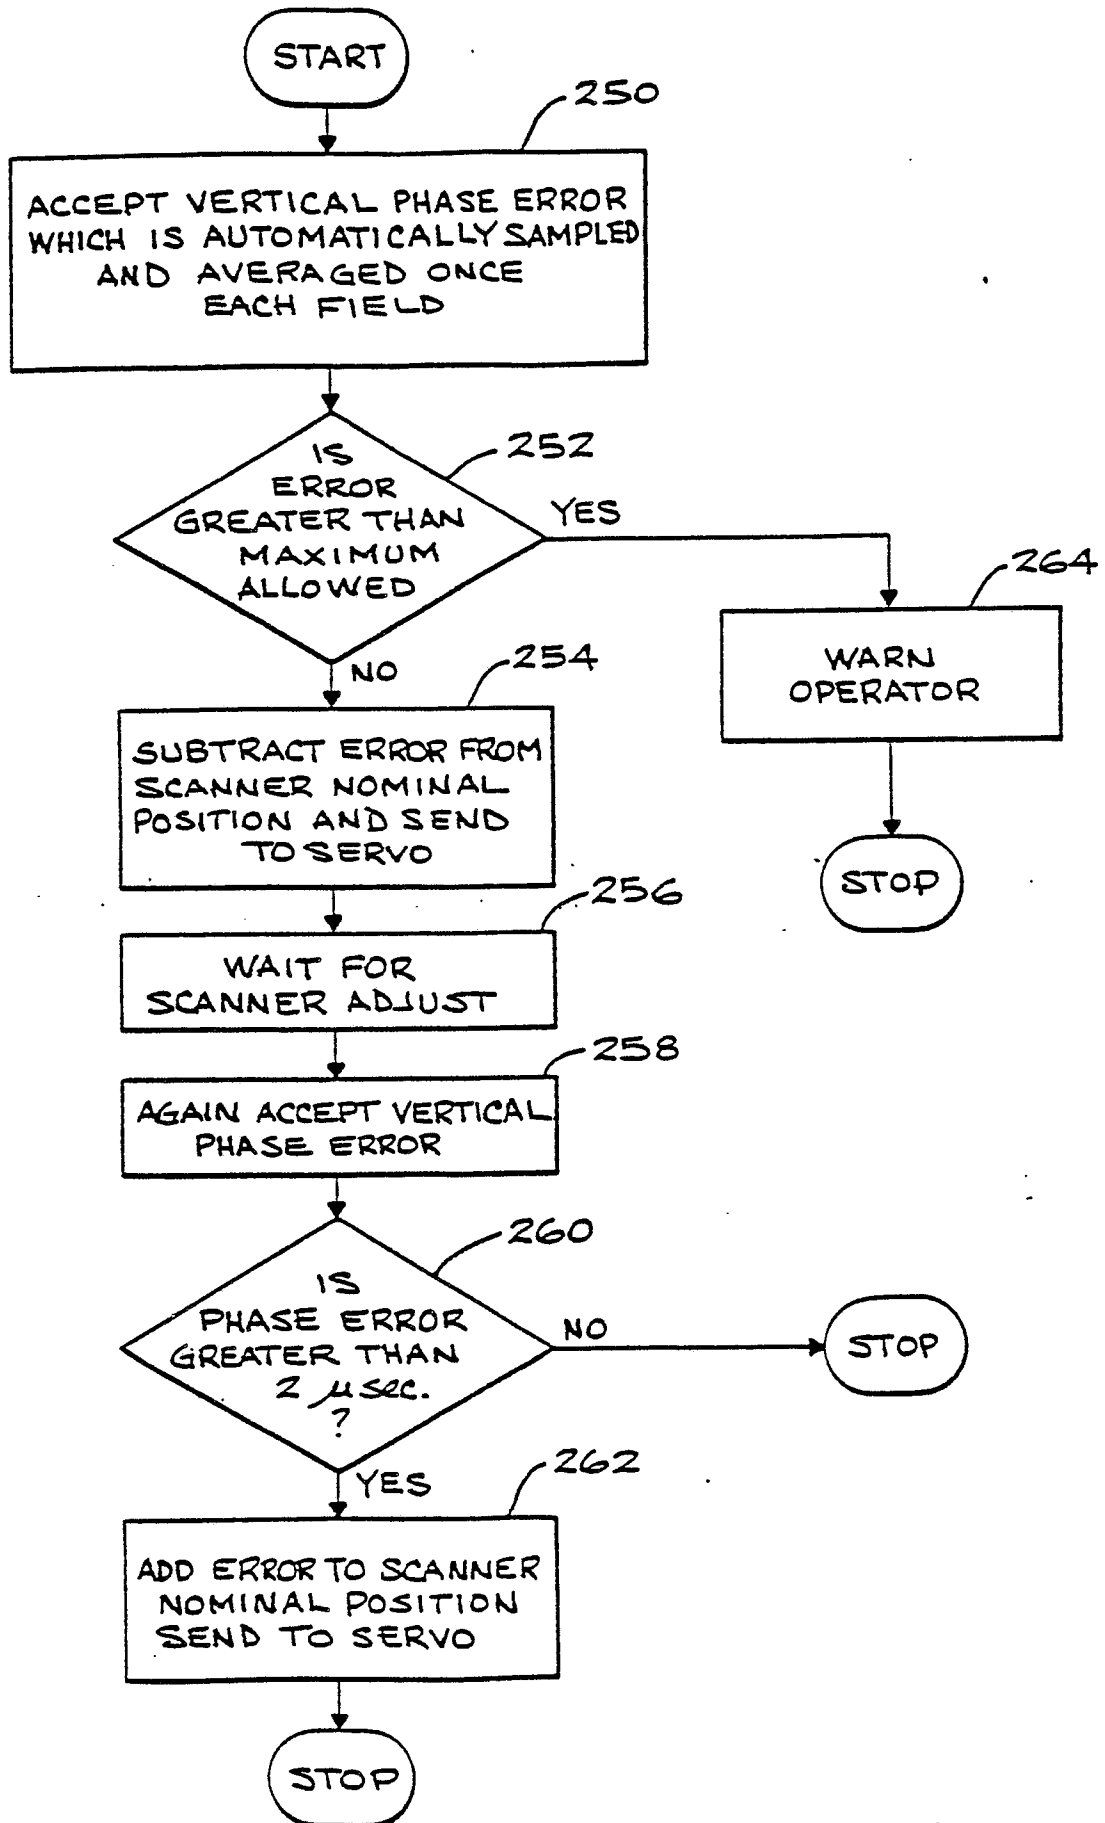 START
250
ACCEPT VERTICAL PHASE ERROR
WHICH IS AUTOMATICALLY SAMPLED
AND AVERAGED ONCE
EACH FIELD
252
IS
ERROR
GREATER THAN
MAXIMUM
ALLOWED
YES
264
WARN
OPERATOR
STOP
NO
254
SUBTRACT ERROR FROM
SCANNER NOMINAL
POSITION AND SEND
TO SERVO
256
WAIT FOR
SCANNER ADJUST
258
AGAIN ACCEPT VERTICAL
PHASE ERROR
260
IS
PHASE ERROR
GREATER THAN
2 μsec.
?
NO
STOP
YES
262
ADD ERROR TO SCANNER
NOMINAL POSITION
SEND TO SERVO
STOP